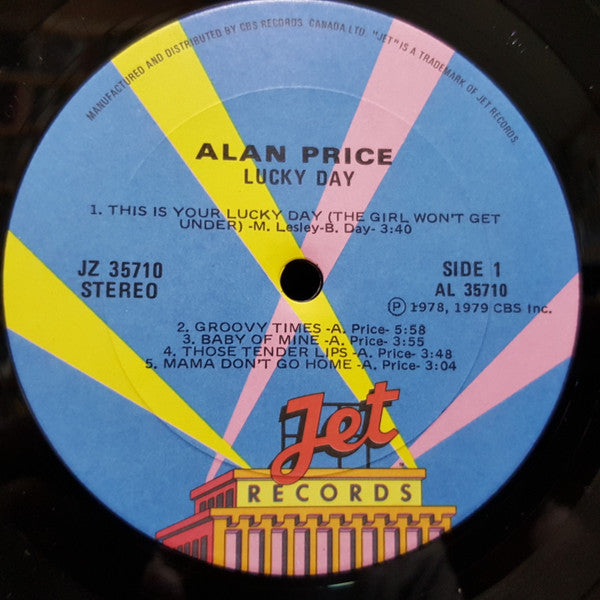 MANUFACTURED AND DISTRIBUTED BY CBS RECORDS CANADA LTD. "JET" IS A TRADEMARK OF JET RECORDS.
ALAN PRICE
LUCKY DAY
1. THIS IS YOUR LUCKY DAY (THE GIRL WON'T GET
UNDER) -M. Lesley-B. Day- 3:40
JZ 35710
STEREO
SIDE 1
AL 35710
Ⓟ 1978, 1979 CBS Inc.
2. GROOVY TIMES -A. Price- 5:58
3. BABY OF MINE -A. Price- 3:55
4. THOSE TENDER LIPS -A. Price- 3:48
5. MAMA DON'T GO HOME -A. Price- 3:04
Jet
RECORDS
TM